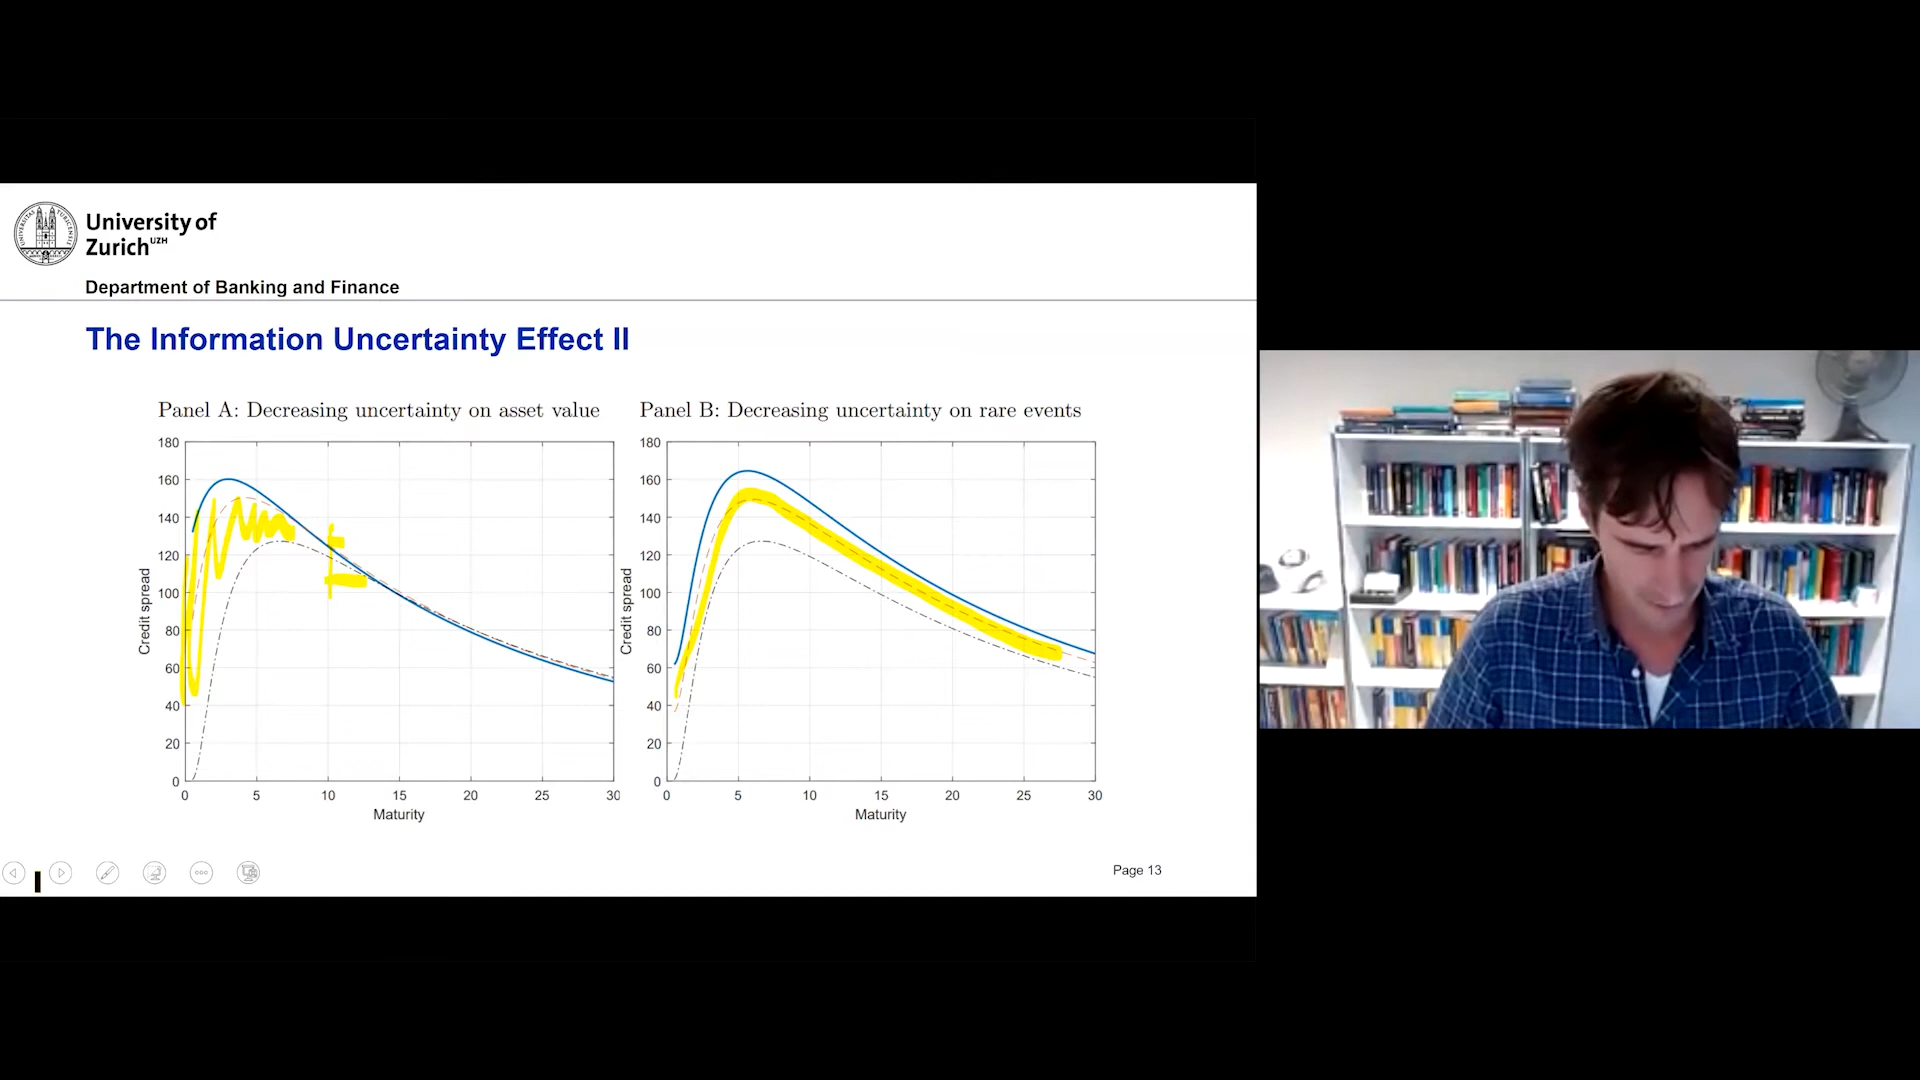 University of
Zurich UZH
Department of Banking and Finance
The Information Uncertainty Effect II
Panel A: Decreasing uncertainty on asset value
Panel B: Decreasing uncertainty on rare events
180
160
140
120
100
80
60
40
20
0
Credit spread
0 5 10 15 20 25 30
Maturity
180
160
140
120
100
80
60
40
20
0
Credit spread
0 5 10 15 20 25 30
Maturity
Page 13